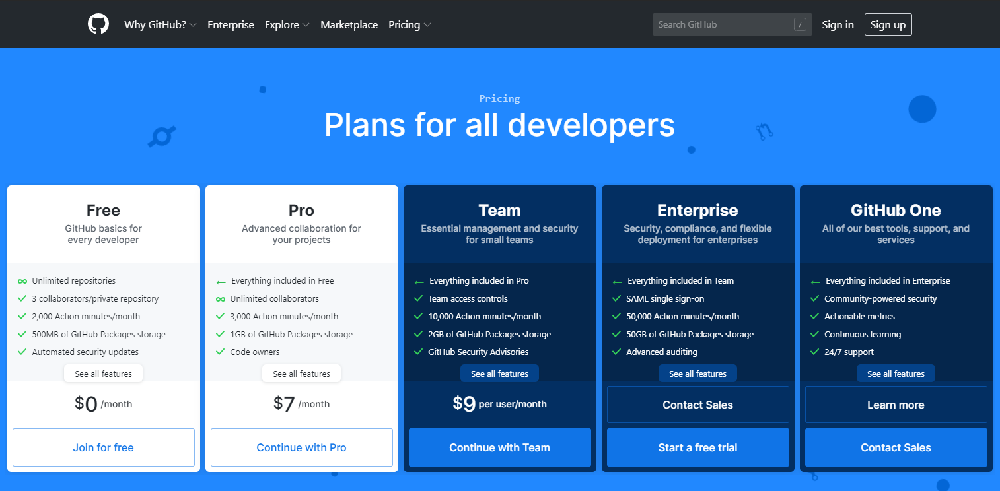 Why GitHub? Enterprise Explore Marketplace Pricing Search GitHub / Sign in Sign up
Pricing
Plans for all developers
Free
GitHub basics for
every developer
Unlimited repositories
3 collaborators/private repository
2,000 Action minutes/month
500MB of GitHub Packages storage
Automated security updates
See all features
$0 /month
Join for free
Pro
Advanced collaboration for
your projects
← Everything included in Free
Unlimited collaborators
3,000 Action minutes/month
1GB of GitHub Packages storage
Code owners
See all features
$7 /month
Continue with Pro
Team
Essential management and security
for small teams
← Everything included in Pro
Team access controls
10,000 Action minutes/month
2GB of GitHub Packages storage
GitHub Security Advisories
See all features
$9 per user/month
Continue with Team
Enterprise
Security, compliance, and flexible
deployment for enterprises
← Everything included in Team
SAML single sign-on
50,000 Action minutes/month
50GB of GitHub Packages storage
Advanced auditing
See all features
Contact Sales
Start a free trial
GitHub One
All of our best tools, support, and
services
← Everything included in Enterprise
Community-powered security
Actionable metrics
Continuous learning
24/7 support
See all features
Learn more
Contact Sales